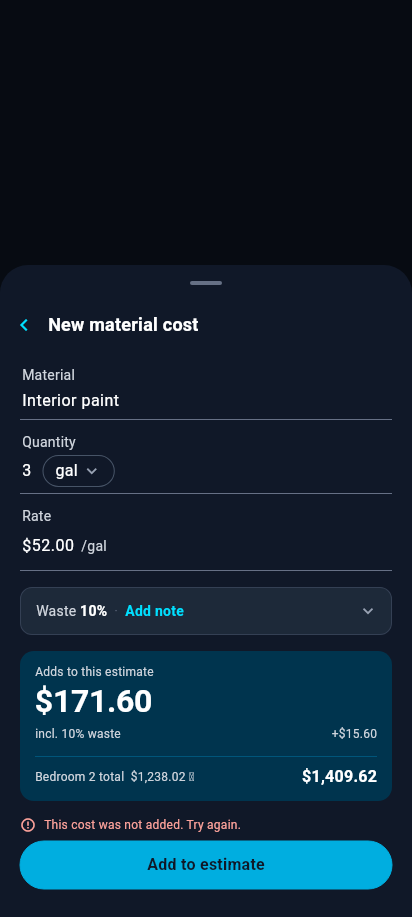 New material cost
Material
Interior paint
Quantity
3 gal
Rate
$52.00 /gal
Waste 10% · Add note
Adds to this estimate
$171.60
incl. 10% waste +$15.60
Bedroom 2 total $1,238.02 $1,409.62
This cost was not added. Try again.
Add to estimate